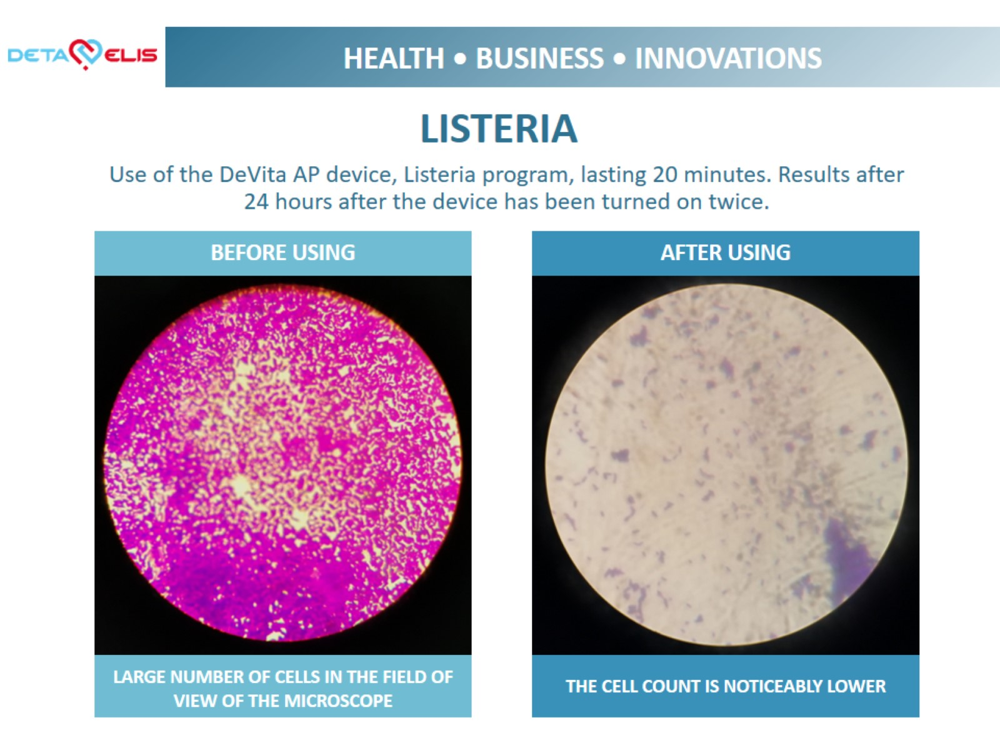 DETA ELIS
HEALTH • BUSINESS • INNOVATIONS
LISTERIA
Use of the DeVita AP device, Listeria program, lasting 20 minutes. Results after
24 hours after the device has been turned on twice.
BEFORE USING
AFTER USING
LARGE NUMBER OF CELLS IN THE FIELD OF
VIEW OF THE MICROSCOPE
THE CELL COUNT IS NOTICEABLY LOWER